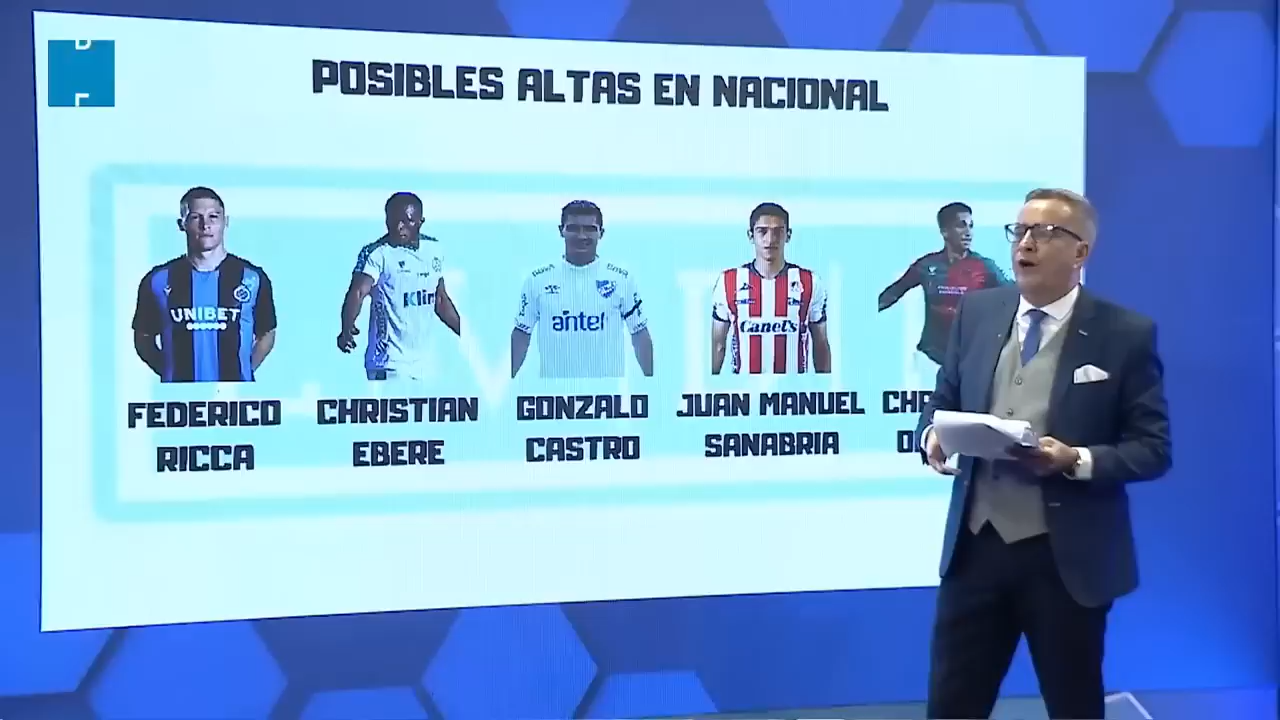 POSIBLES ALTAS EN NACIONAL
UNIBET
Klin
antel
Canel's
FEDERICO
RICCA
CHRISTIAN
EBERE
GONZALO
CASTRO
JUAN MANUEL
SANABRIA